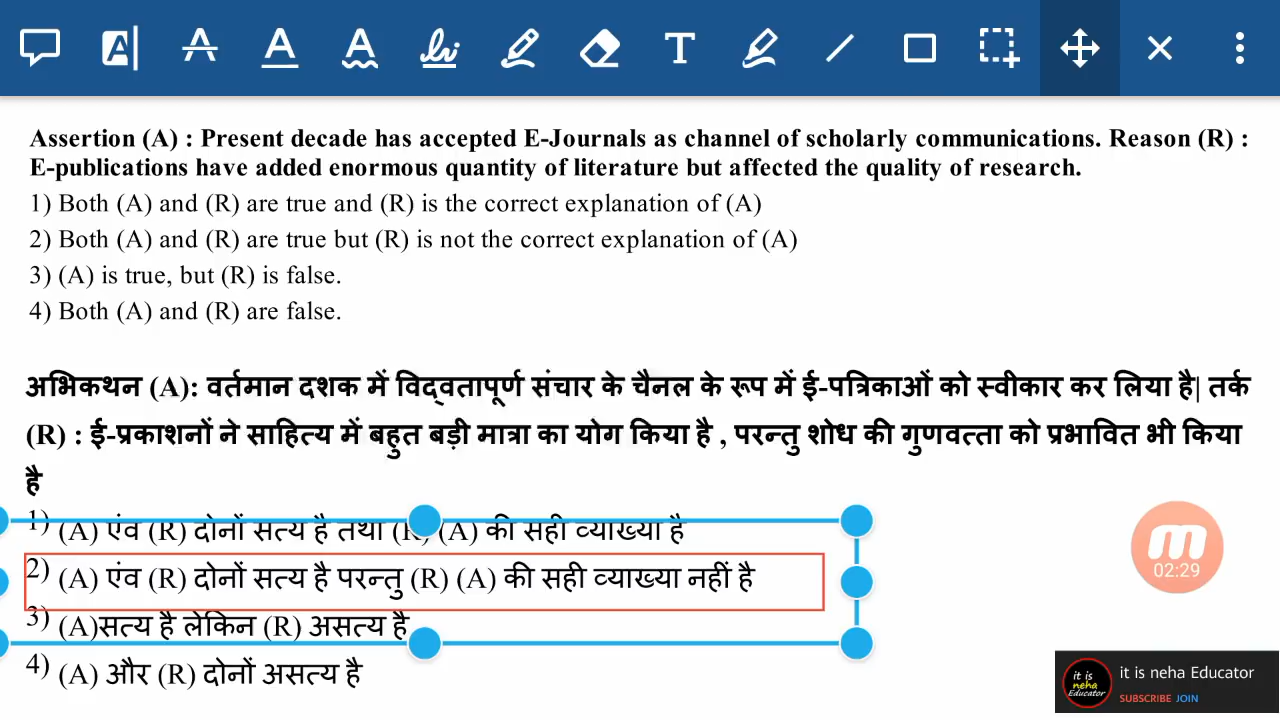 Assertion (A) : Present decade has accepted E-Journals as channel of scholarly communications. Reason (R) :
E-publications have added enormous quantity of literature but affected the quality of research.
1) Both (A) and (R) are true and (R) is the correct explanation of (A)
2) Both (A) and (R) are true but (R) is not the correct explanation of (A)
3) (A) is true, but (R) is false.
4) Both (A) and (R) are false.
अभिकथन (A): वर्तमान दशक में विद्वतापूर्ण संचार के चैनल के रूप में ई-पत्रिकाओं को स्वीकार कर लिया है| तर्क
(R) : ई-प्रकाशनों ने साहित्य में बहुत बड़ी मात्रा का योग किया है , परन्तु शोध की गुणवत्ता को प्रभावित भी किया
है
1) (A) एंव (R) दोनों सत्य है तथा (R) (A) की सही व्याख्या है
2) (A) एंव (R) दोनों सत्य है परन्तु (R) (A) की सही व्याख्या नहीं है
3) (A)सत्य है लेकिन (R) असत्य है
4) (A) और (R) दोनों असत्य है
02:29
it is neha Educator
it is neha Educator
SUBSCRIBE JOIN